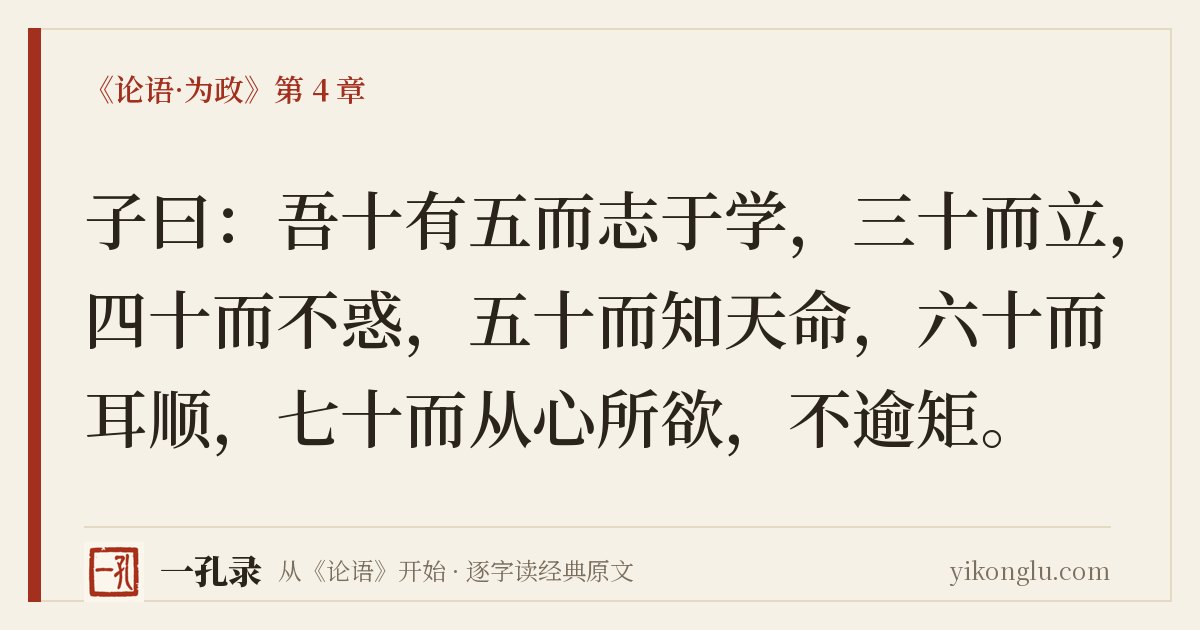 《论语·为政》第 4 章
子曰：吾十有五而志于学，三十而立，
四十而不惑，五十而知天命，六十而
耳顺，七十而从心所欲，不逾矩。
一孔
一孔录 从《论语》开始 · 逐字读经典原文 yikonglu.com